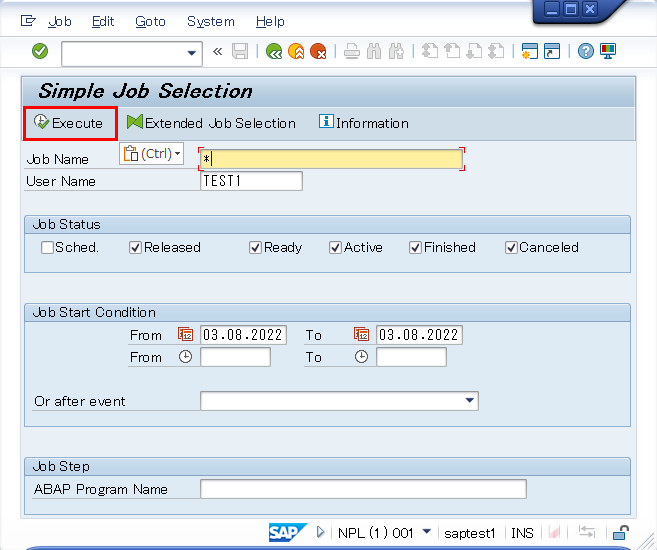 Job Edit Goto System Help
«
Simple Job Selection
Execute Extended Job Selection Information
Job Name (Ctrl) *
User Name TEST1
Job Status
Sched. Released Ready Active Finished Canceled
Job Start Condition
From 03.08.2022 To 03.08.2022
From To
Or after event
Job Step
ABAP Program Name
SAP NPL (1) 001 saptest1 INS